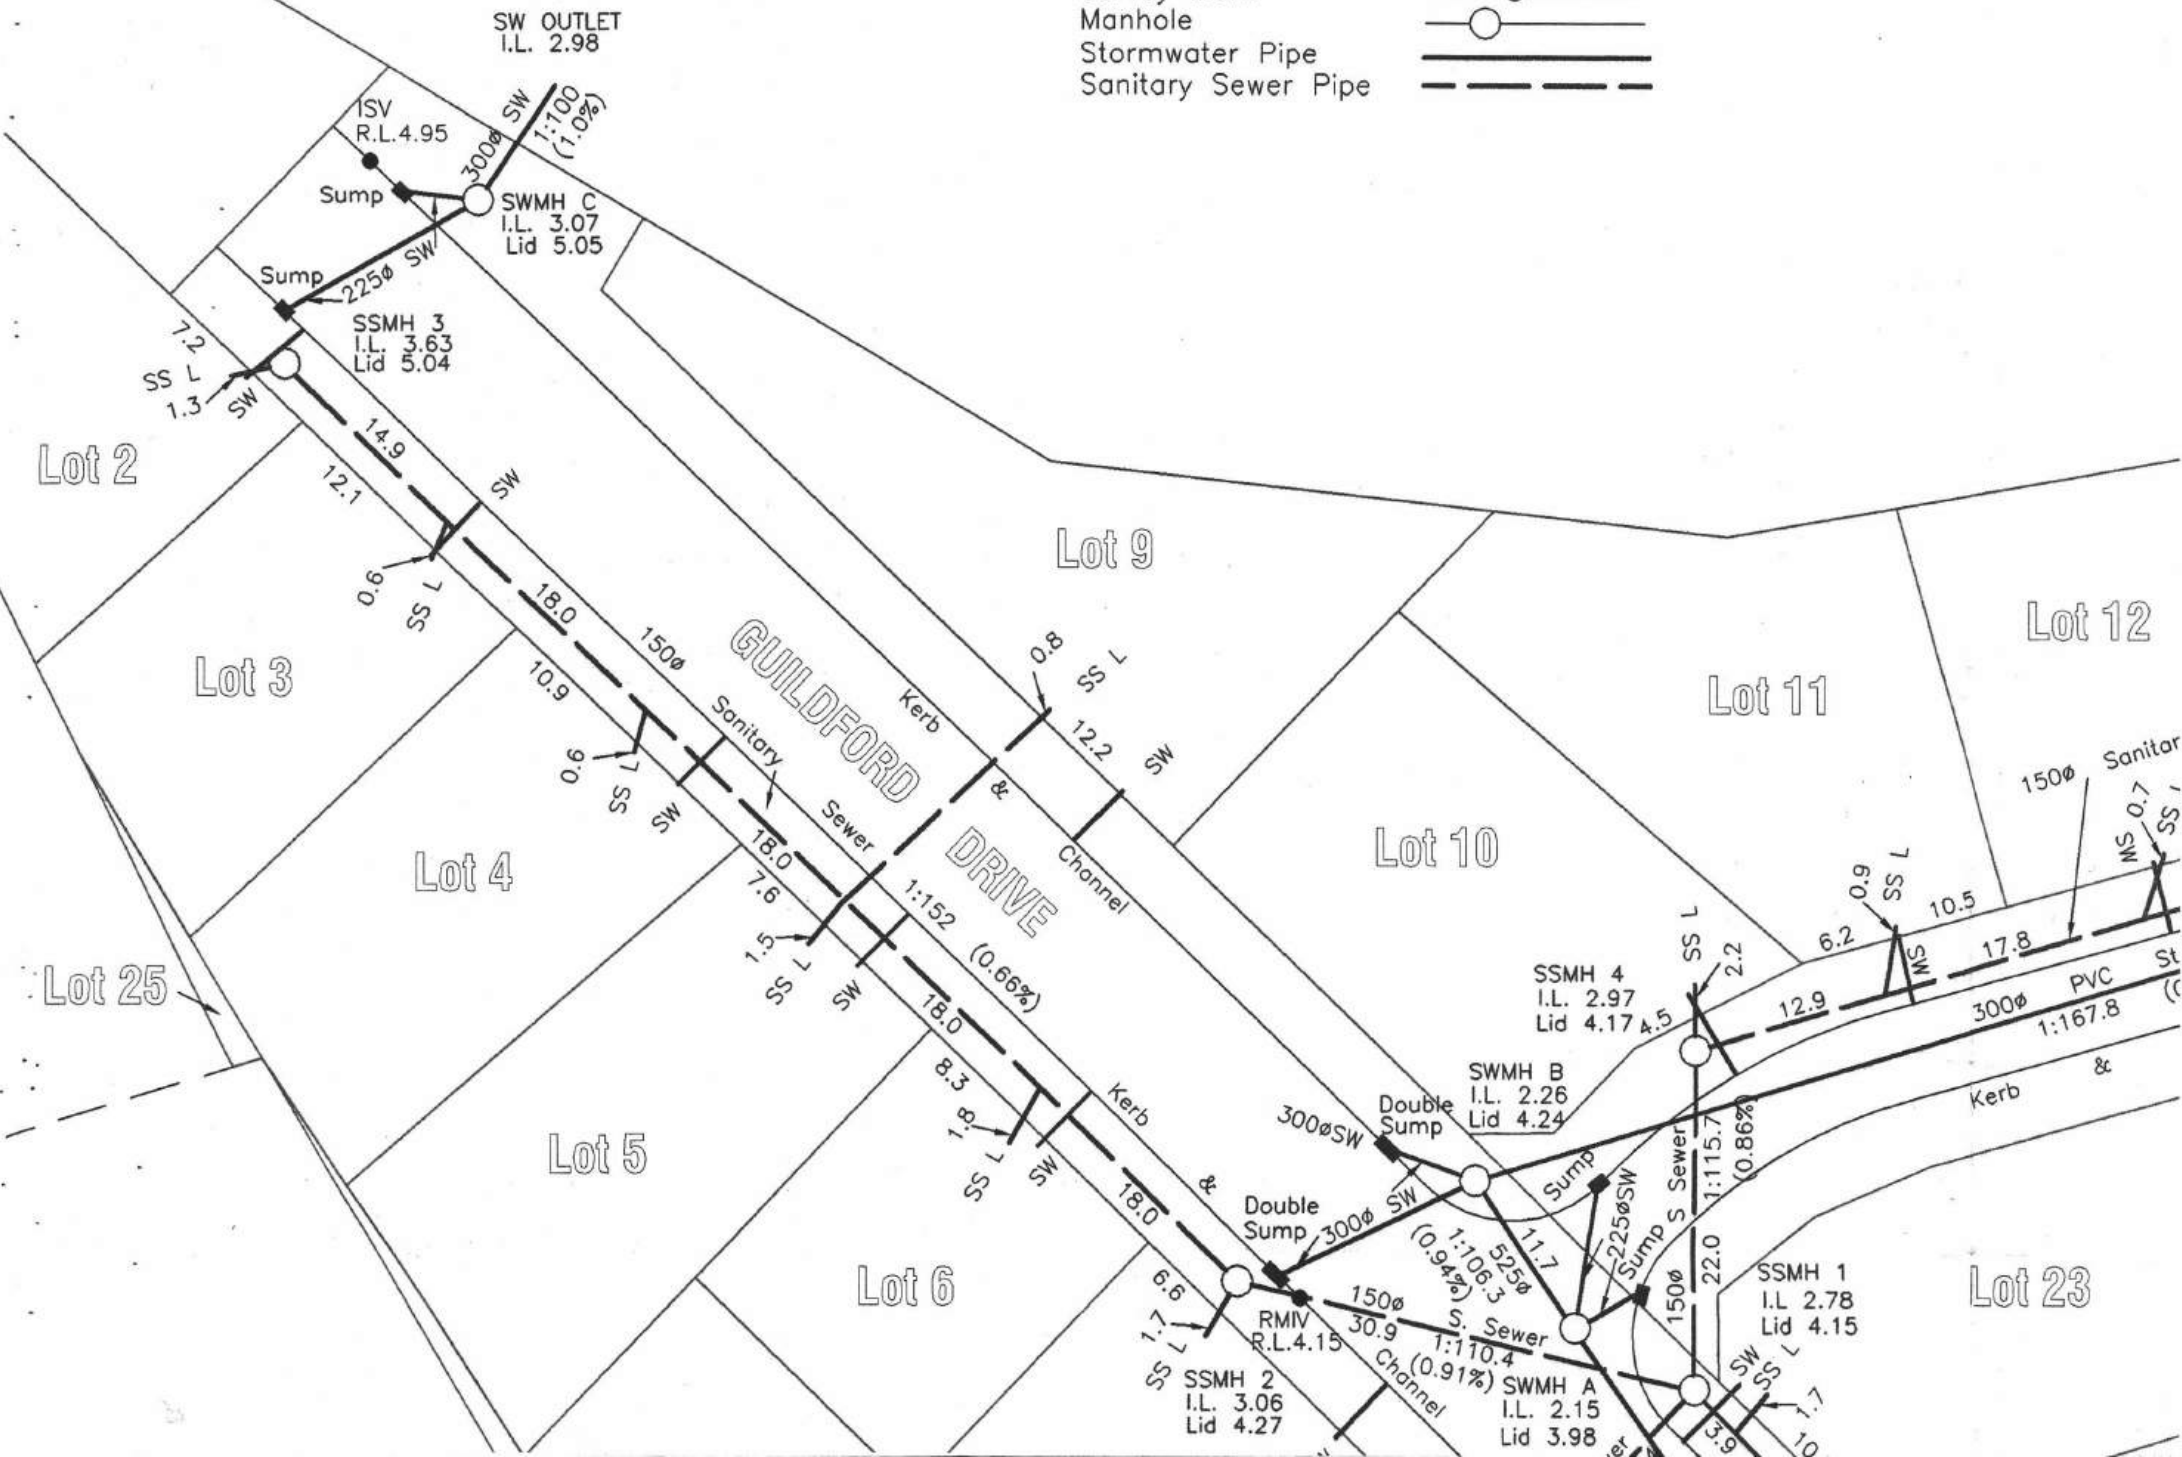 Manhole
Stormwater Pipe
Sanitary Sewer Pipe
SW OUTLET
I.L. 2.98
300ø SW
1:100
(1.0%)
ISV
R.L.4.95
Sump
SWMH C
I.L. 3.07
Lid 5.05
Sump
225ø SW
SSMH 3
I.L. 3.63
Lid 5.04
7.2
SS L
1.3
SW
14.9
12.1
Lot 2
SW
0.6
SS L
18.0
150ø
Lot 9
Lot 12
Lot 3
10.9
Sanitary
GUILDFORD
Kerb
0.8
SS L
12.2
SW
Lot 11
0.6
SS L
SW
Sewer
&
DRIVE
Channel
Lot 10
150ø
Sanitar
0.7
SS
SW
Lot 4
18.0
7.6
1:152
(0.66%)
1.5
SS L
SW
0.9
SS L
10.5
6.2
17.8
SW
SS L
2.2
Lot 25
18.0
8.3
SSMH 4
I.L. 2.97
Lid 4.17
4.5
12.9
300ø
PVC
St
1:167.8
&
Kerb
Kerb
SWMH B
I.L. 2.26
Lid 4.24
Double
Sump
300øSW
1.8
SS L
SW
Lot 5
18.0
&
Double
Sump
300ø SW
1:106.3
(0.94%)
525ø
11.7
Sump
225øSW
Sump
S Sewer
1:115.7
(0.86%)
150ø
22.0
Lot 6
6.6
1.7
SS L
RMIV
R.L.4.15
150ø
30.9
S. Sewer
1:110.4
(0.91%)
Channel
SSMH 1
I.L 2.78
Lid 4.15
Lot 23
SSMH 2
I.L. 3.06
Lid 4.27
SWMH A
I.L. 2.15
Lid 3.98
SW
SS L
1.7
3.9
10
er